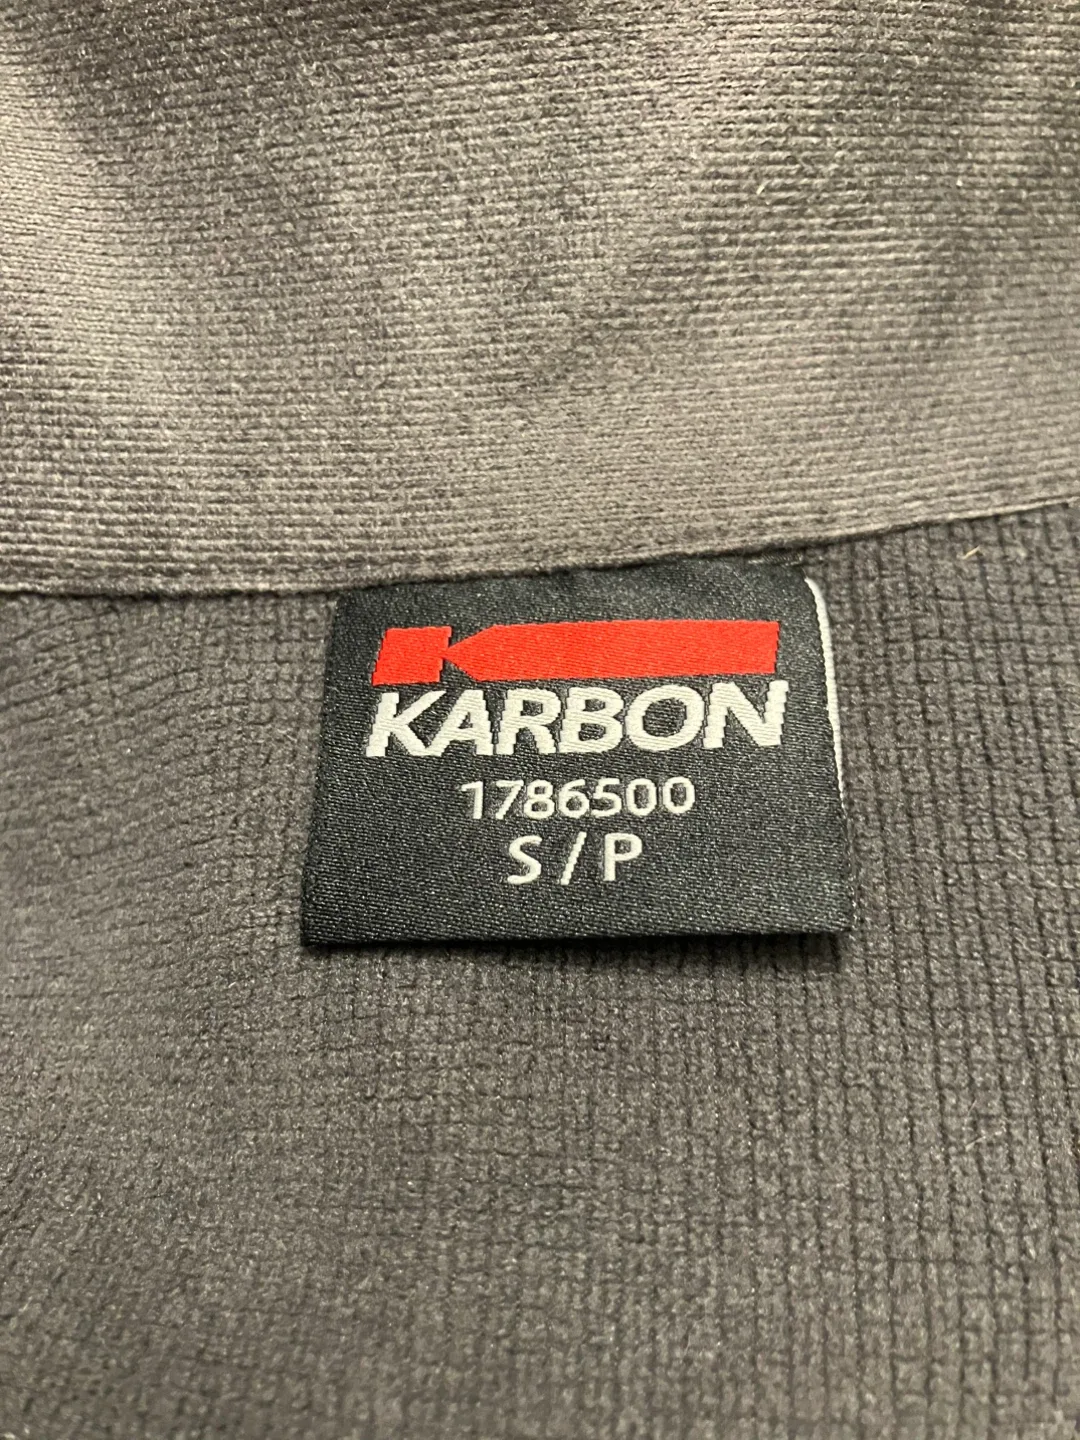 KARBON
1786500
S / P